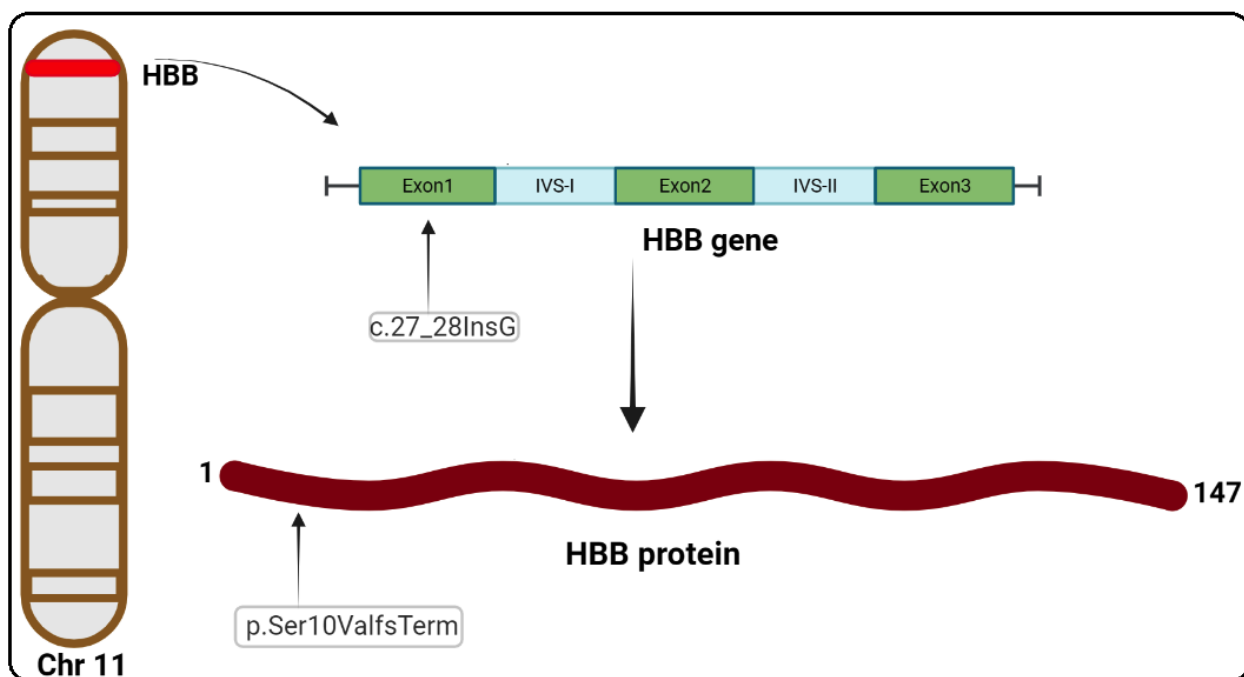 HBB
Exon1
IVS-I
Exon2
IVS-II
Exon3
HBB gene
c.27_28InsG
1
147
HBB protein
p.Ser10ValfsTerm
Chr 11